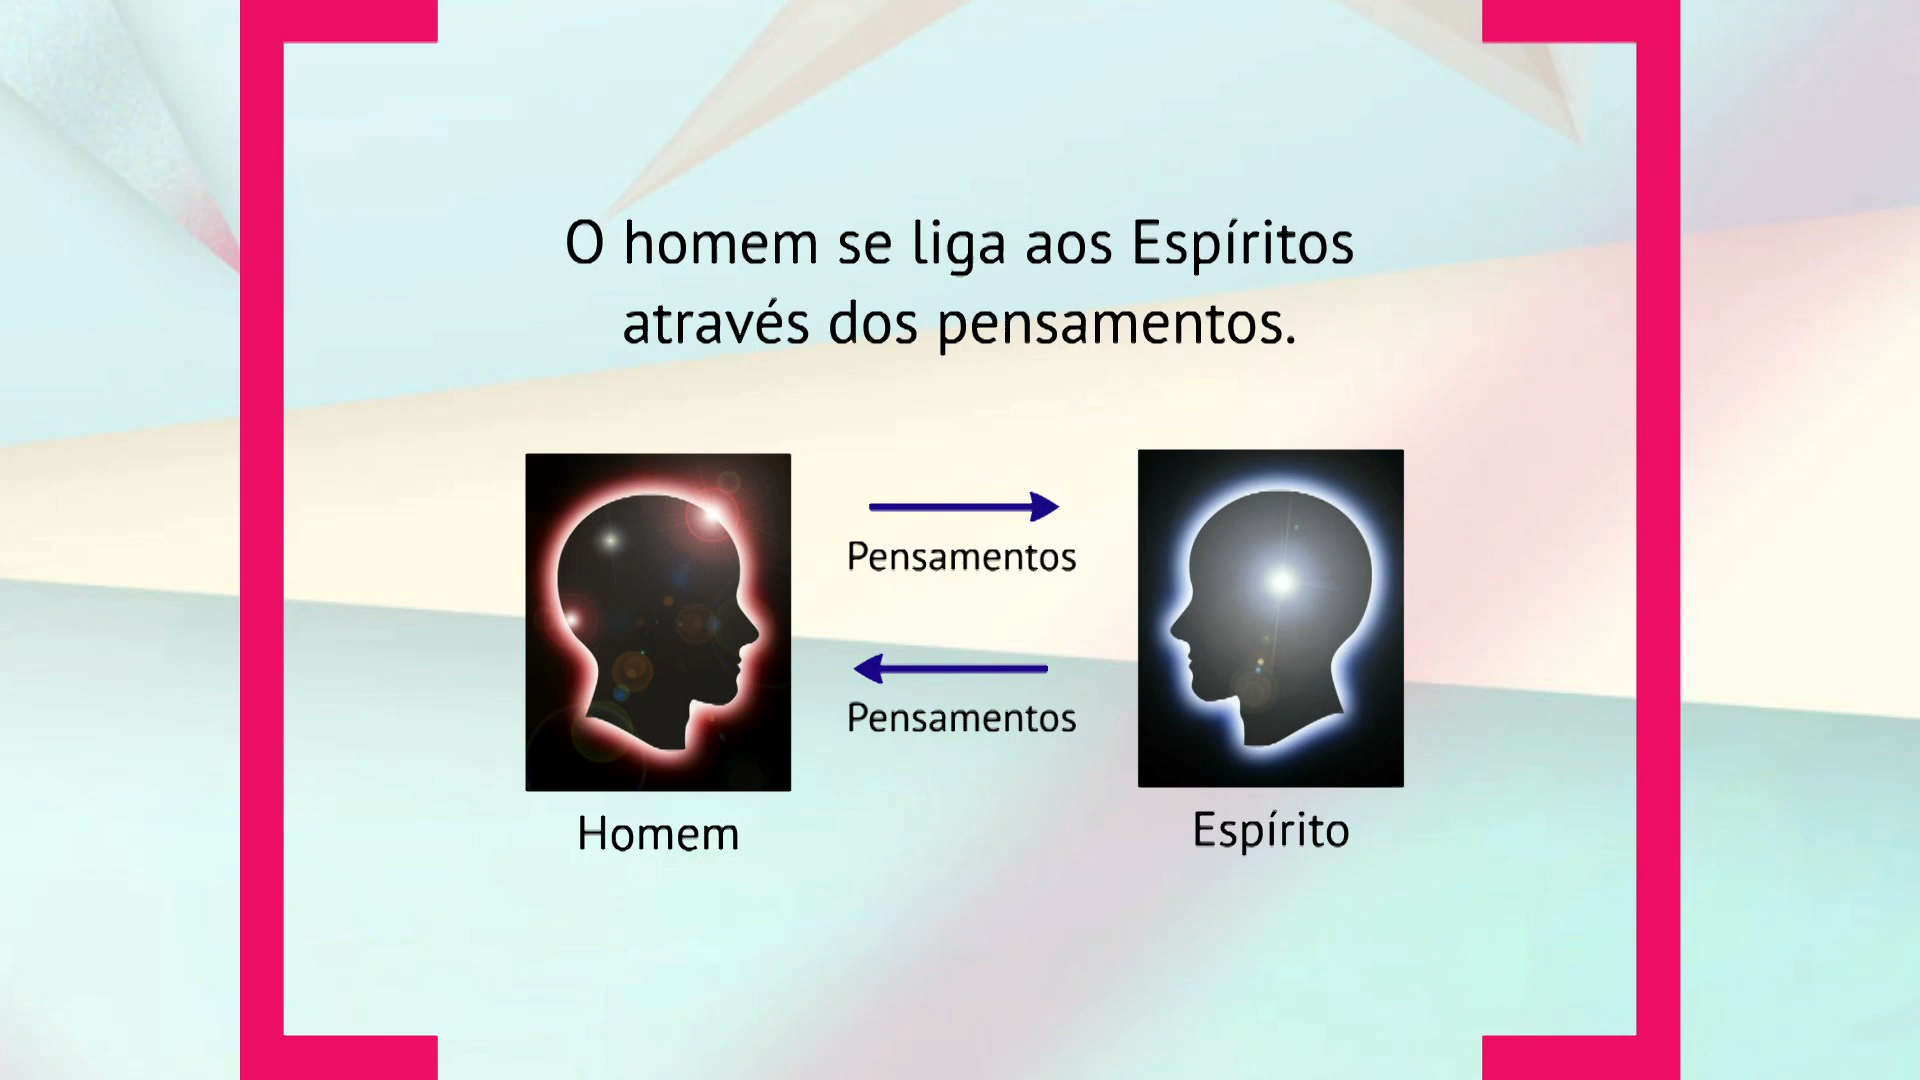 O homem se liga aos Espíritos
através dos pensamentos.
Pensamentos
Pensamentos
Homem
Espírito